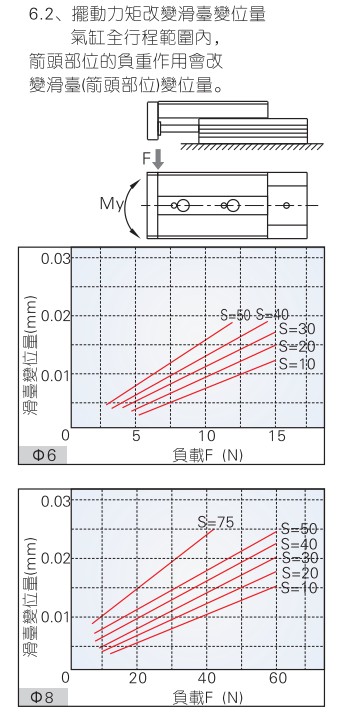 6.2、擺動力矩改變滑臺變位量
氣缸全行程範圍內，
箭頭部位的負重作用會改
變滑臺(箭頭部位)變位量。
F
My
0.03
0.02
0.01
0
5
10
15
S=50
S=40
S=30
S=20
S=10
滑臺變位量(mm)
負載F (N)
Φ6
0.03
0.02
0.01
0
20
40
60
S=75
S=50
S=40
S=30
S=20
S=10
滑臺變位量(mm)
負載F (N)
Φ8